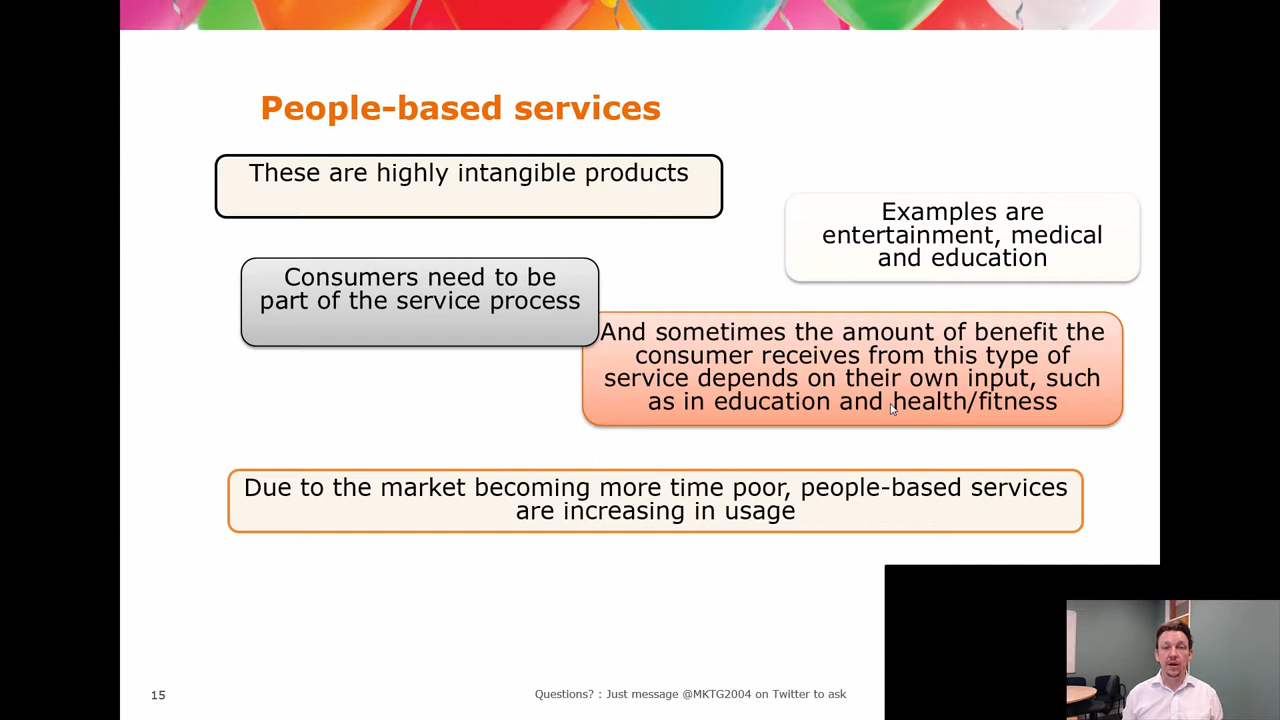 People-based services
These are highly intangible products
Examples are
entertainment, medical
and education
Consumers need to be
part of the service process
And sometimes the amount of benefit the
consumer receives from this type of
service depends on their own input, such
as in education and health/fitness
Due to the market becoming more time poor, people-based services
are increasing in usage
15
Questions? : Just message @MKTG2004 on Twitter to ask